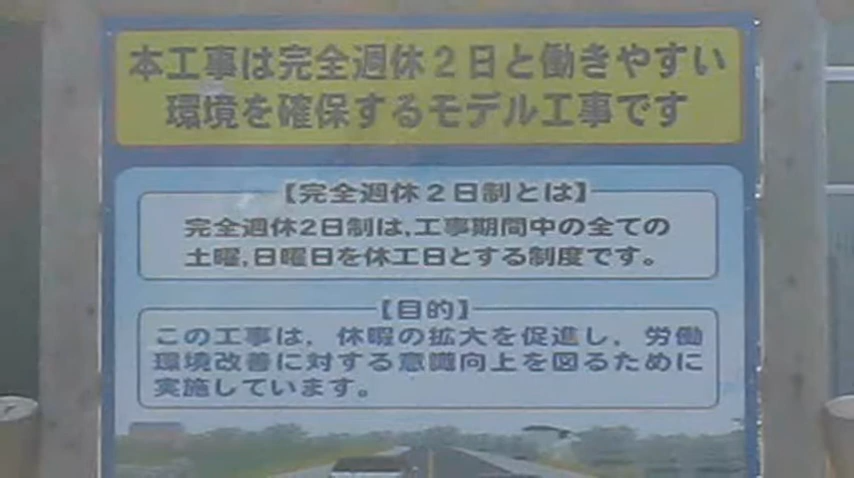 本工事は完全週休２日と働きやすい
環境を確保するモデル工事です
【完全週休２日制とは】
完全週休2日制は、工事期間中の全ての
土曜、日曜日を休工日とする制度です。
【目的】
この工事は，休暇の拡大を促進し，労働
環境改善に対する意識向上を図るために
実施しています。